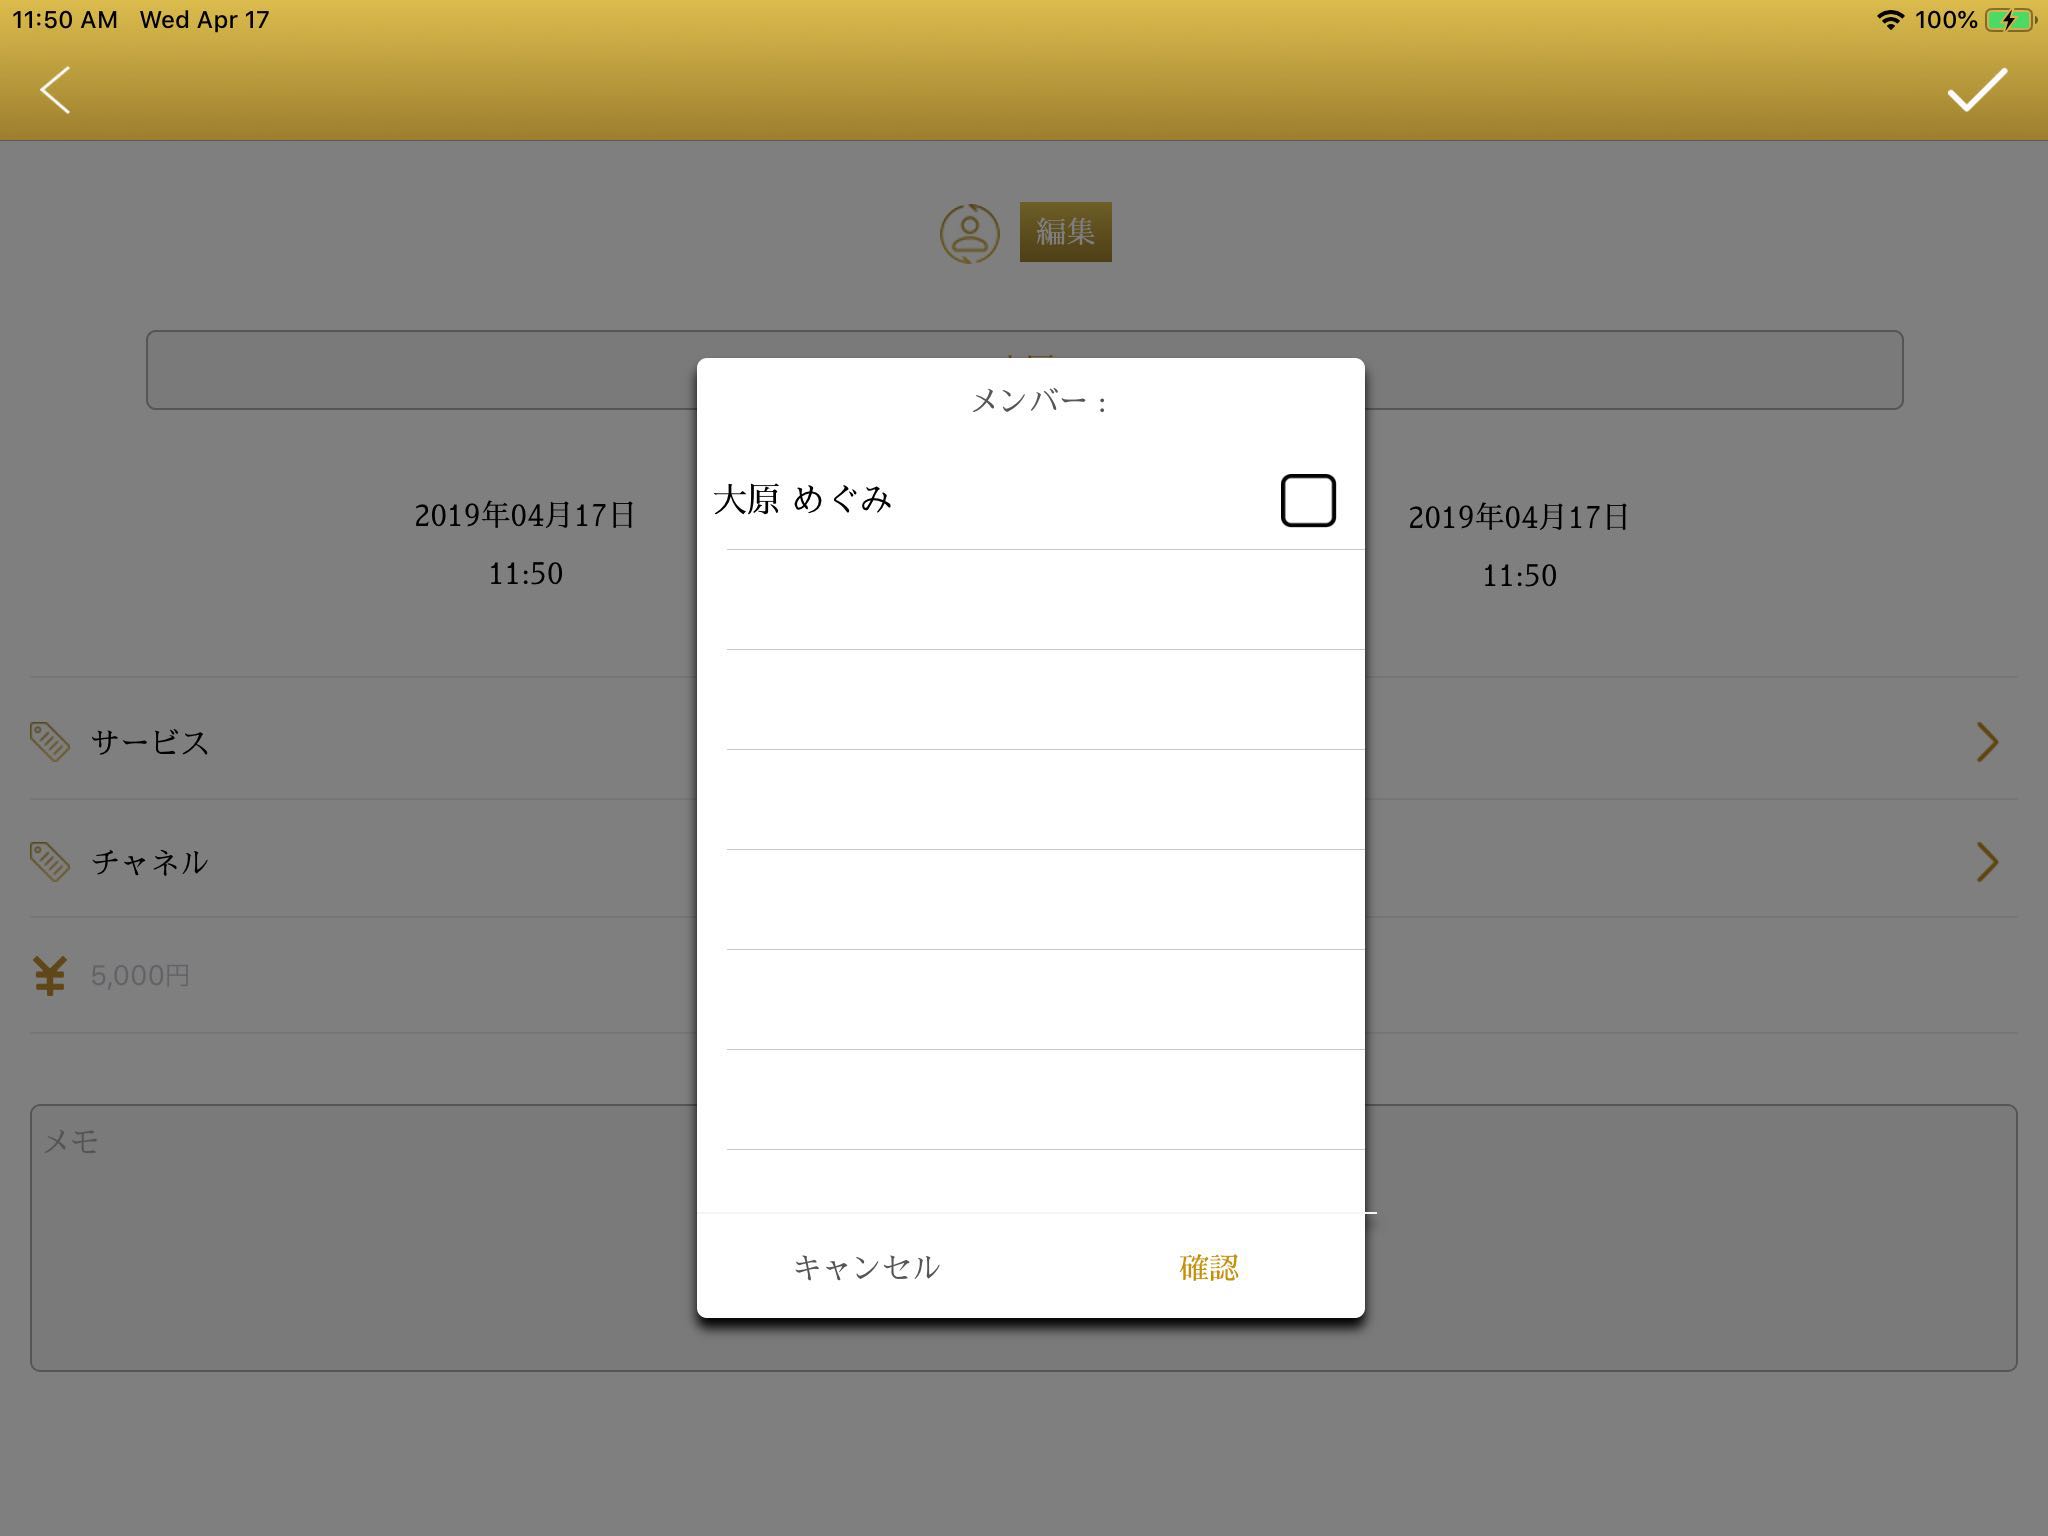 11:50 AM Wed Apr 17
100%
編集
メンバー :
大原 めぐみ
2019年04月17日
11:50
2019年04月17日
11:50
サービス
チャネル
5,000円
メモ
キャンセル
確認